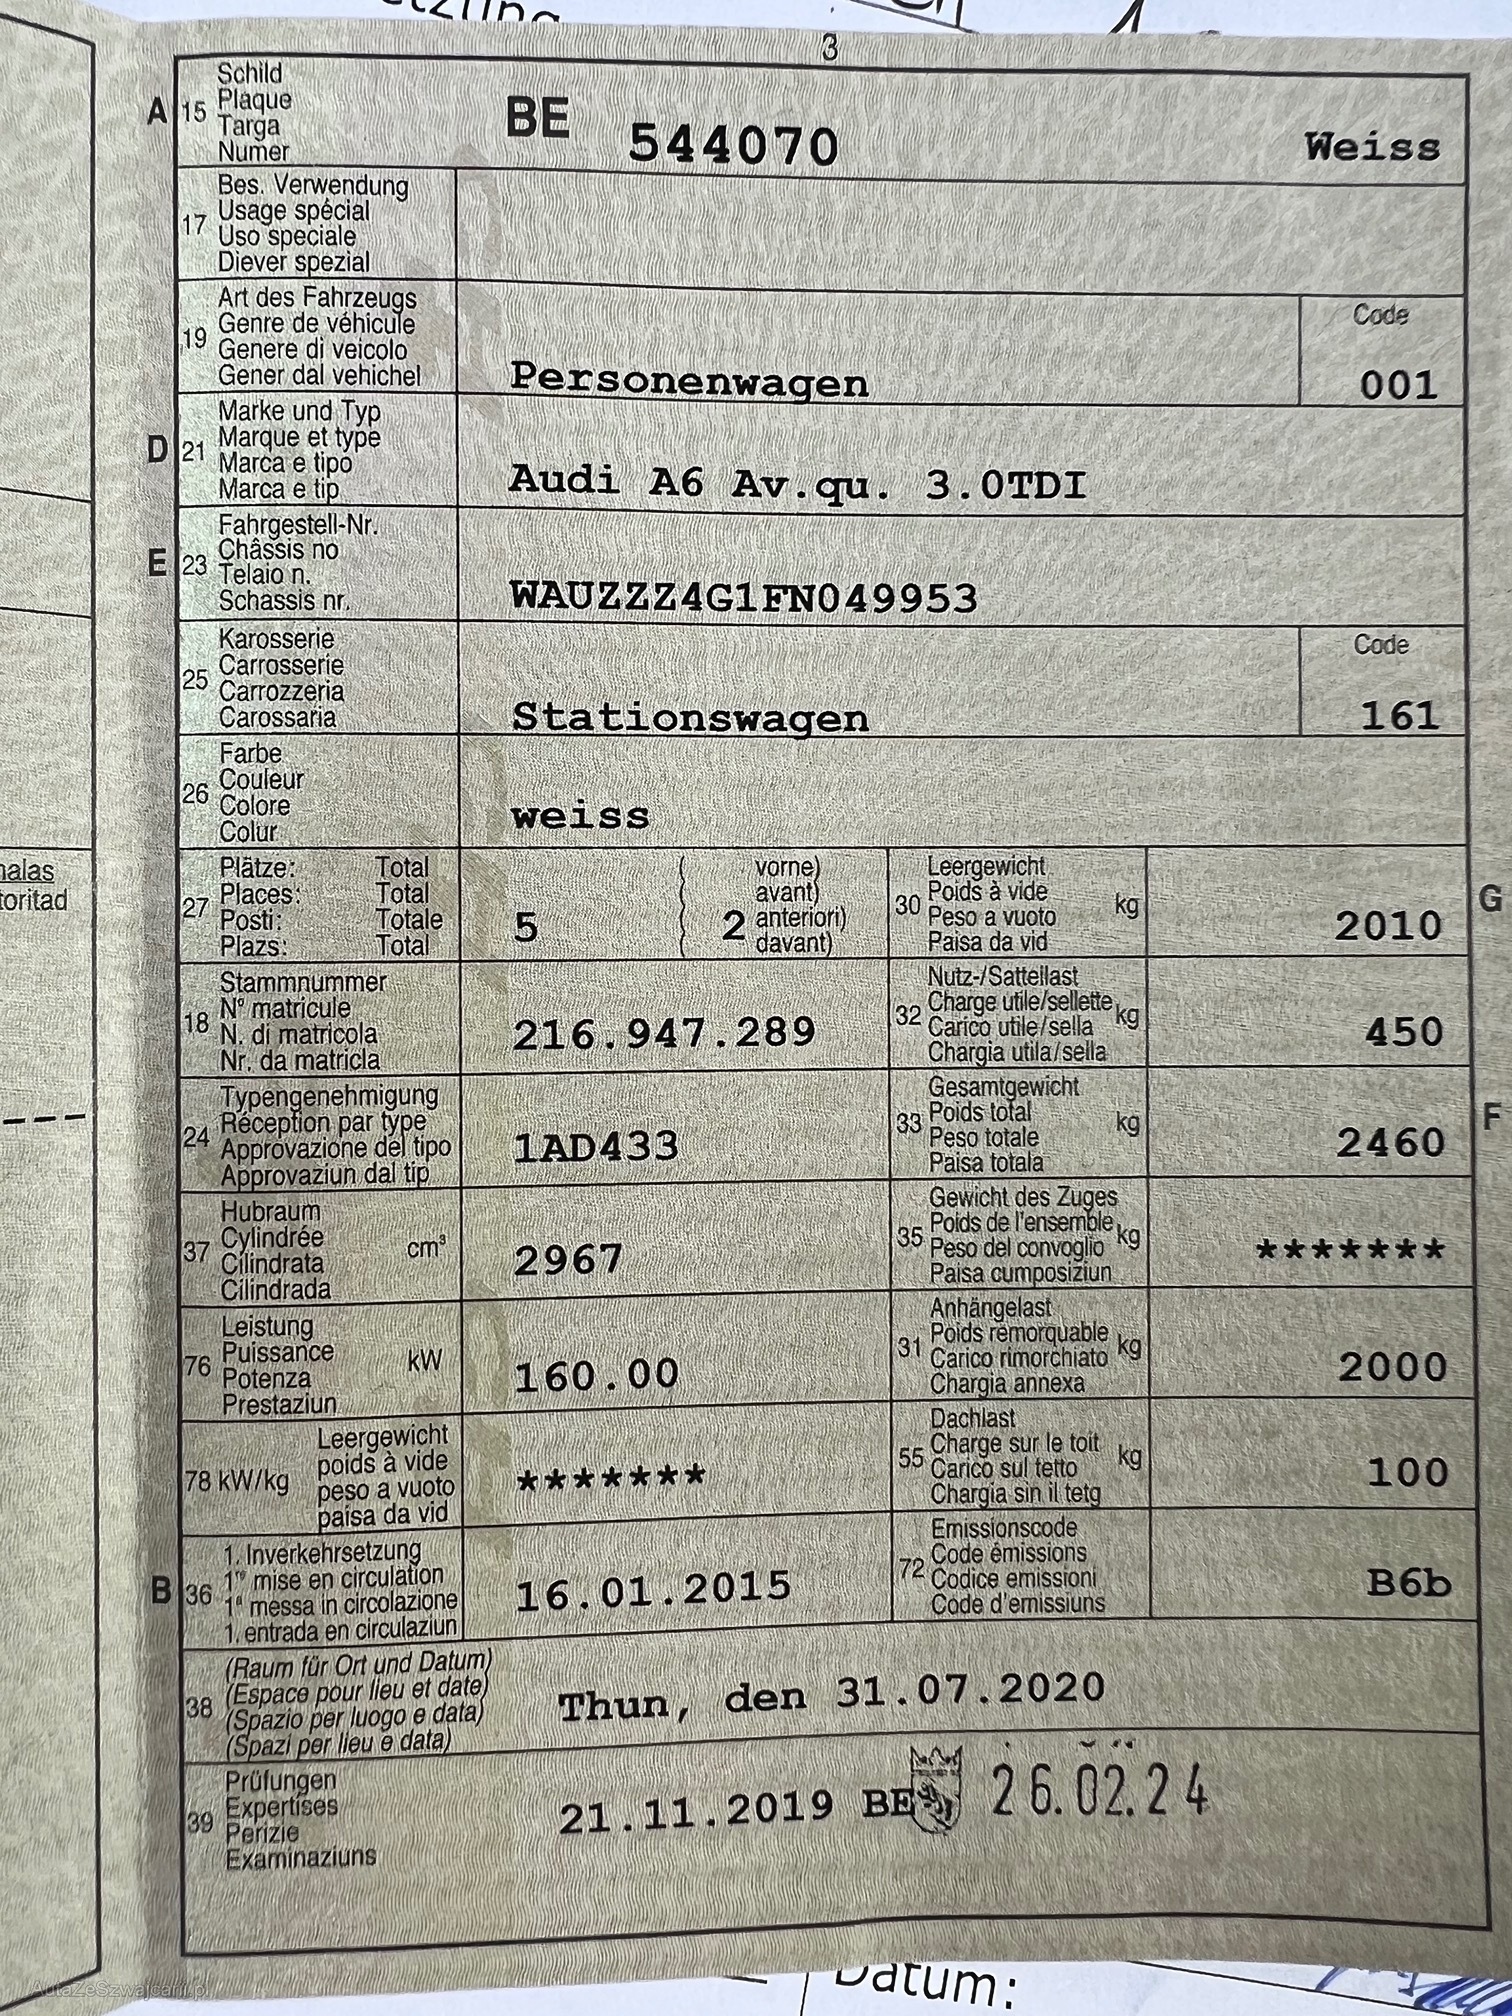 3
A 15 Schild
Plaque
Targa
Numer
BE 544070 Weiss
17 Bes. Verwendung
Usage spécial
Uso speciale
Diever spezial
19 Art des Fahrzeugs
Genre de véhicule
Genere di veicolo
Gener dal vehichel
Personenwagen
Code
001
D 21 Marke und Typ
Marque et type
Marca e tipo
Marca e tip
Audi A6 Av.qu. 3.0TDI
E 23 Fahrgestell-Nr.
Châssis no
Telaio n.
Schassis nr.
WAUZZZ4G1FN049953
25 Karosserie
Carrosserie
Carrozzeria
Carossaria
Stationswagen
Code
161
26 Farbe
Couleur
Colore
Colur
weiss
27 Plätze: Total
Places: Total
Posti: Totale
Plazs: Total
5
2
vorne)
avant)
anteriori)
davant)
30 Leergewicht
Poids à vide
Peso a vuoto
Paisa da vid
kg
2010
G
18 Stammnummer
N° matricule
N. di matricola
Nr. da matricla
216.947.289
32 Nutz-/Sattellast
Charge utile/sellette
Carico utile/sella
Chargia utila/sella
kg
450
24 Typengenehmigung
Réception par type
Approvazione del tipo
Approvaziun dal tip
1AD433
33 Gesamtgewicht
Poids total
Peso totale
Paisa totala
kg
2460
F
37 Hubraum
Cylindrée
Cilindrata
Cilindrada
cm³
2967
35 Gewicht des Zuges
Poids de l'ensemble
Peso del convoglio
Paisa cumposiziun
kg
*******
76 Leistung
Puissance
Potenza
Prestaziun
kW
160.00
31 Anhängelast
Poids remorquable
Carico rimorchiato
Chargia annexa
kg
2000
78 kW/kg
Leergewicht
poids à vide
peso a vuoto
paisa da vid
*******
55 Dachlast
Charge sur le toit
Carico sul tetto
Chargia sin il tetg
kg
100
B 36 1. Inverkehrsetzung
1re mise en circulation
1a messa in circolazione
1. entrada en circulaziun
16.01.2015
72 Emissionscode
Code émissions
Codice emissioni
Code d'emissiuns
B6b
38 (Raum für Ort und Datum)
(Espace pour lieu et date)
(Spazio per luogo e data)
(Spazi per lieu e data)
Thun, den 31.07.2020
39 Prüfungen
Expertises
Perizie
Examinaziuns
21.11.2019 BE 26.02.24
toritad
AutaZeSzwajcarii.pl
Datum: